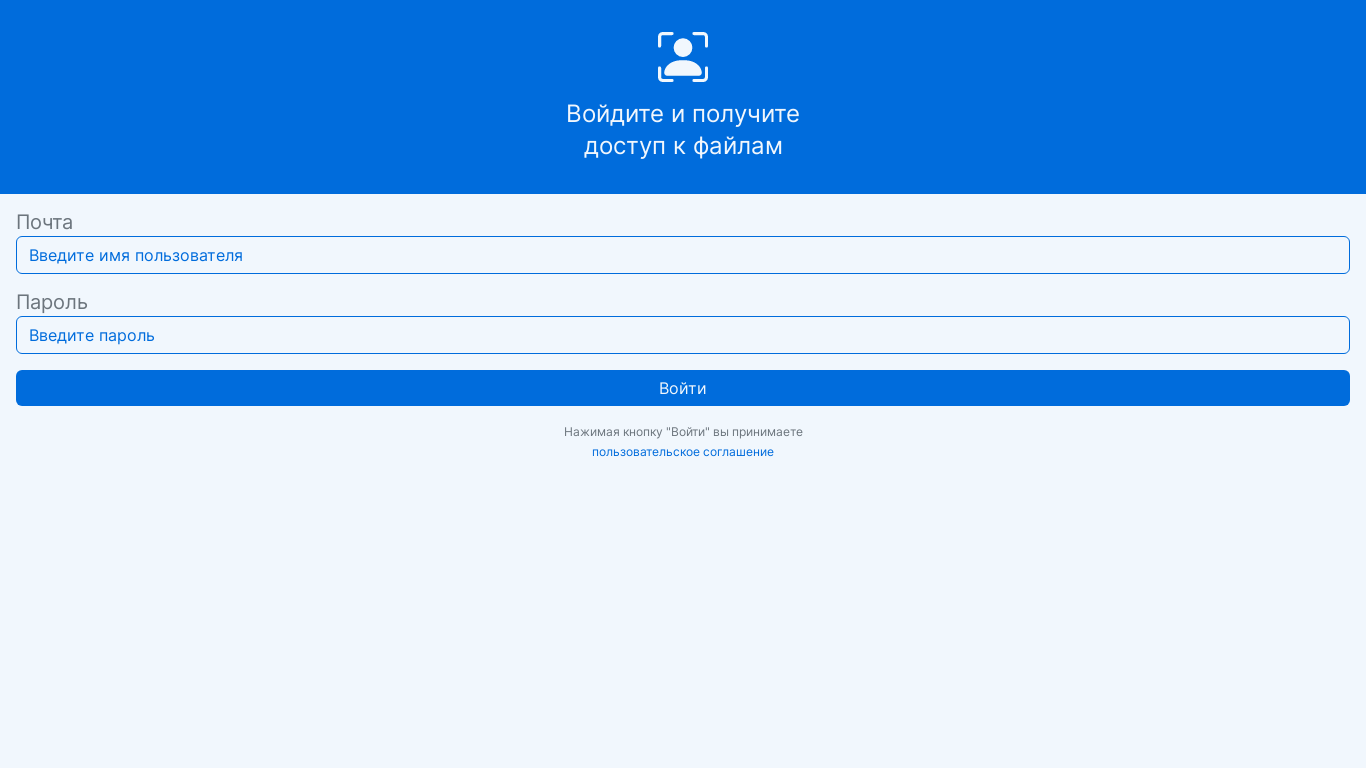 Войдите и получите
доступ к файлам
Почта
Введите имя пользователя
Пароль
Введите пароль
Войти
Нажимая кнопку "Войти" вы принимаете
пользовательское соглашение